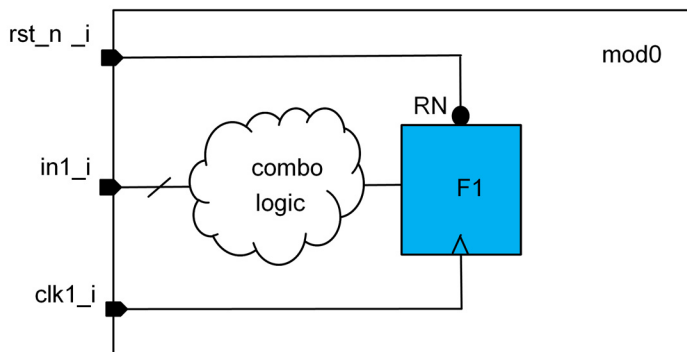 rst_n _i
mod0
RN
in1_i
combo
logic
F1
clk1_i